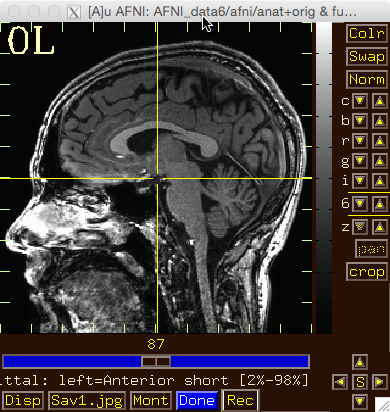 [A]u AFNI: AFNI_data6/afni/anat+orig & fu...
OL
Colr
Swap
Norm
c
b
r
g
i
6
z
pan
crop
87
ittal: left=Anterior short [2%-98%]
S
Disp
Sav1.jpg
Mont
Done
Rec